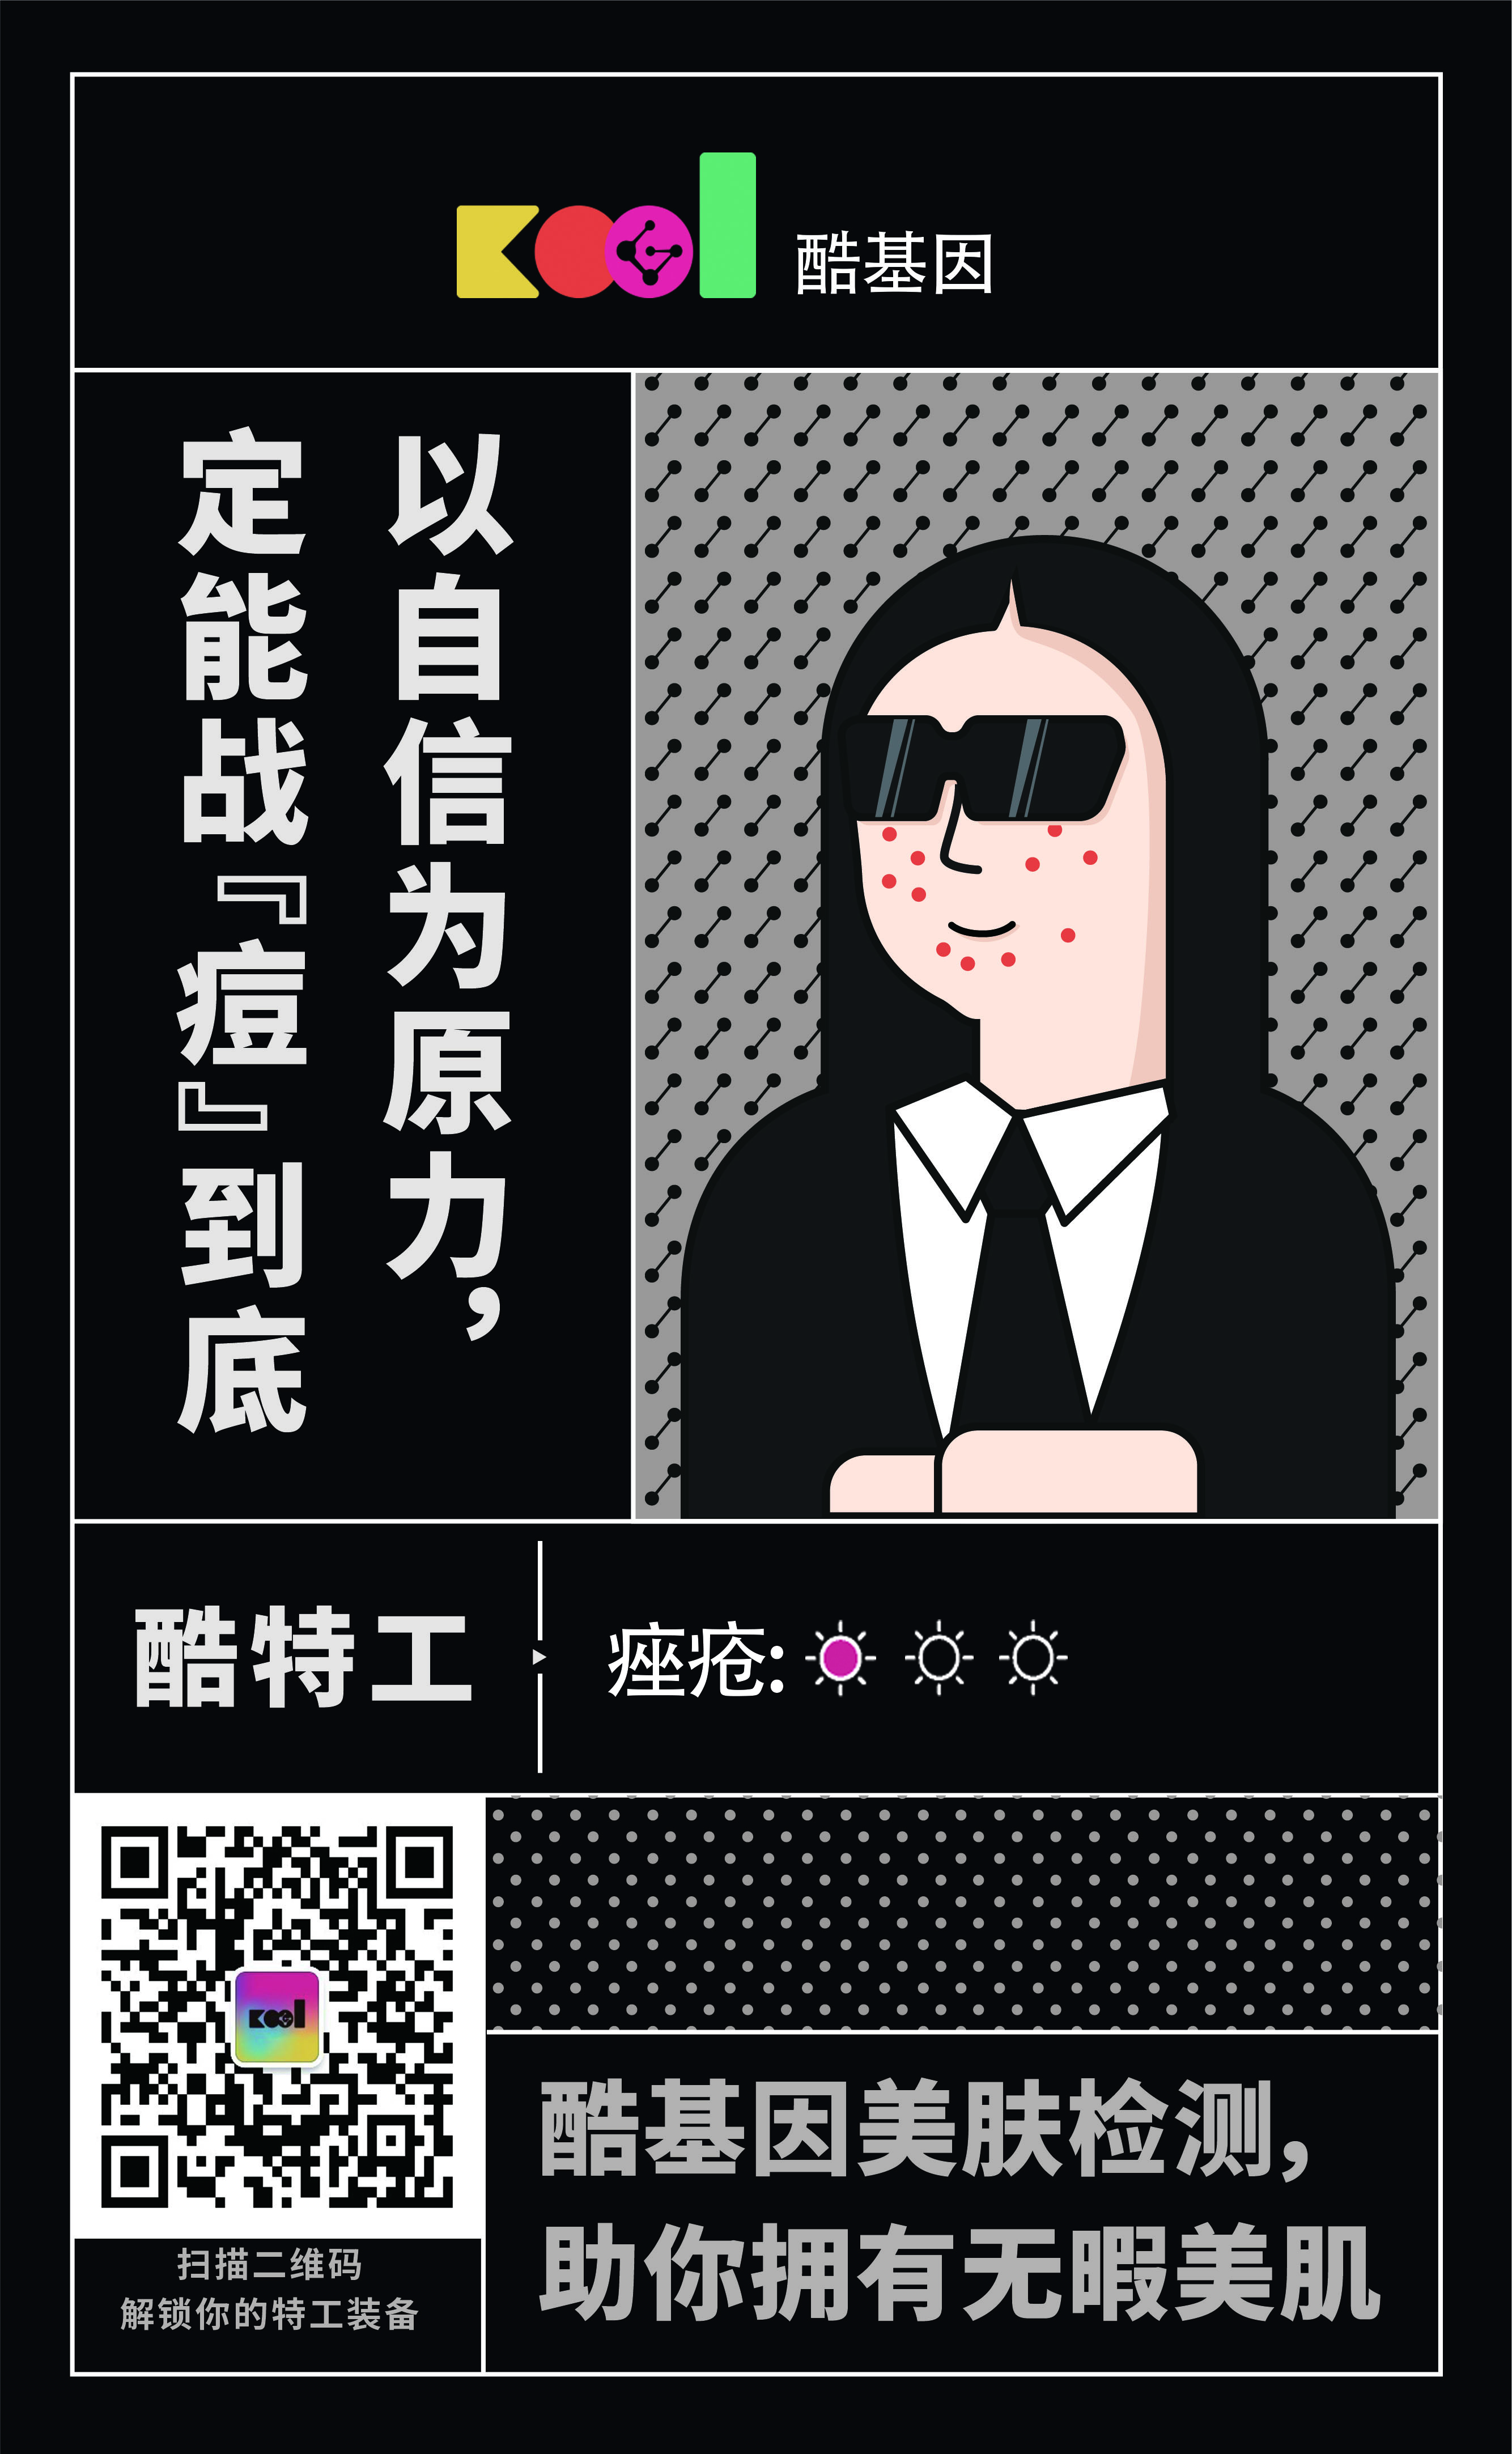 kool 酷基因
以自信为原力，
定能战『痘』到底
酷特工
痤疮:
kool
酷基因美肤检测，
助你拥有无暇美肌
扫描二维码
解锁你的特工装备